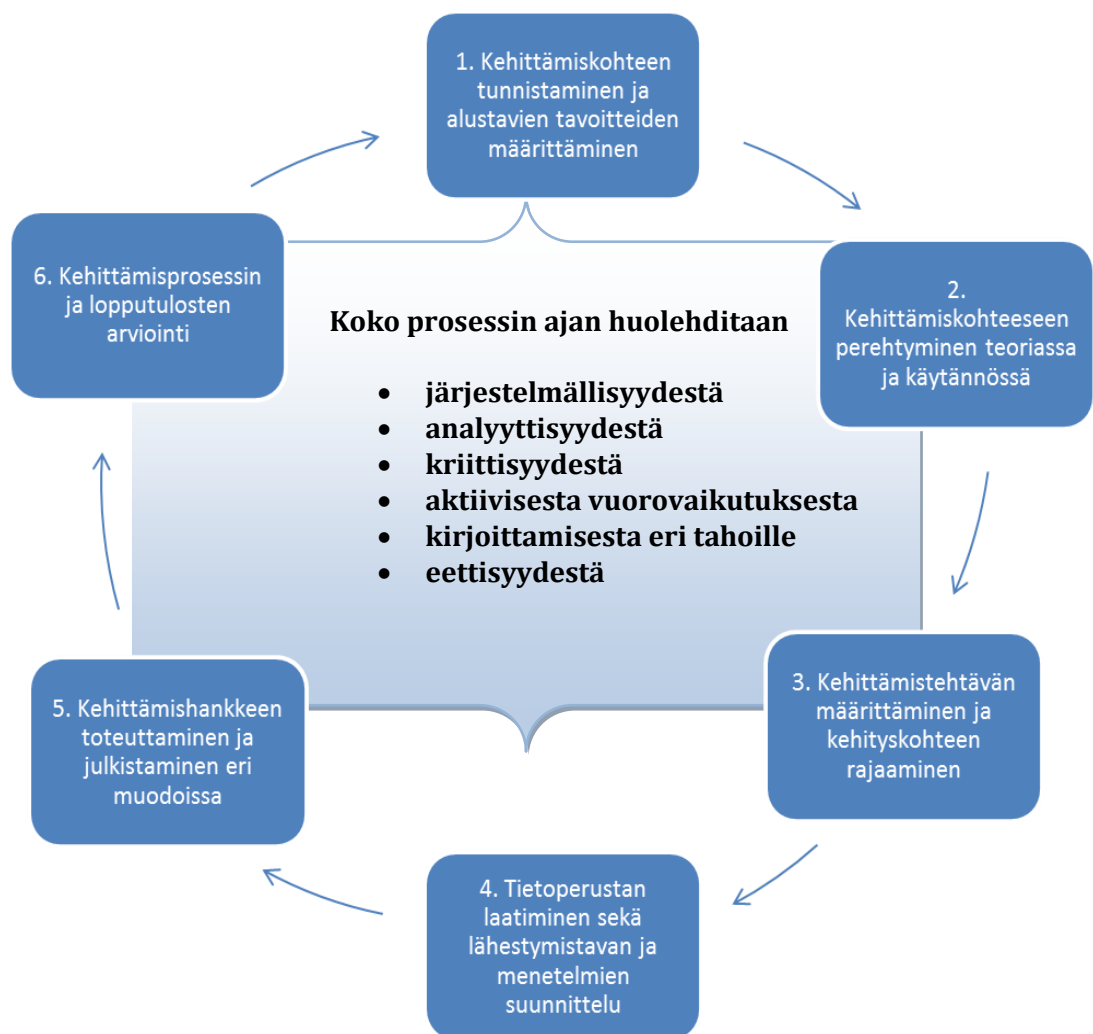 1. Kehittämiskohteen
tunnistaminen ja
alustavien tavoitteiden
määrittäminen
2.
Kehittämiskohteeseen
perehtyminen teoriassa
ja käytännössä
3. Kehittämistehtävän
määrittäminen ja
kehityskohteen
rajaaminen
4. Tietoperustan
laatiminen sekä
lähestymistavan ja
menetelmien
suunnittelu
5. Kehittämishankkeen
toteuttaminen ja
julkistaminen eri
muodoissa
6. Kehittämisprosessin
ja lopputulosten
arviointi
Koko prosessin ajan huolehditaan
• järjestelmällisyydestä
• analyyttisyydestä
• kriittisyydestä
• aktiivisesta vuorovaikutuksesta
• kirjoittamisesta eri tahoille
• eettisyydestä